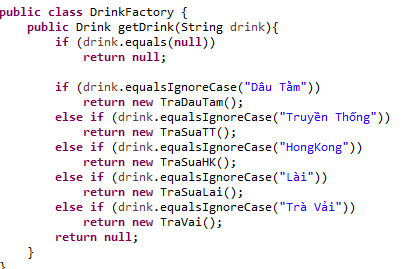 public class DrinkFactory {
public Drink getDrink(String drink){
if (drink.equals(null))
return null;
if (drink.equalsIgnoreCase("Dâu Tằm"))
return new TraDauTam();
else if (drink.equalsIgnoreCase("Truyền Thống"))
return new TraSuaTT();
else if (drink.equalsIgnoreCase("HongKong"))
return new TraSuaHK();
else if (drink.equalsIgnoreCase("Lài"))
return new TraSuaLai();
else if (drink.equalsIgnoreCase("Trà Vải"))
return new TraVai();
return null;
}
}